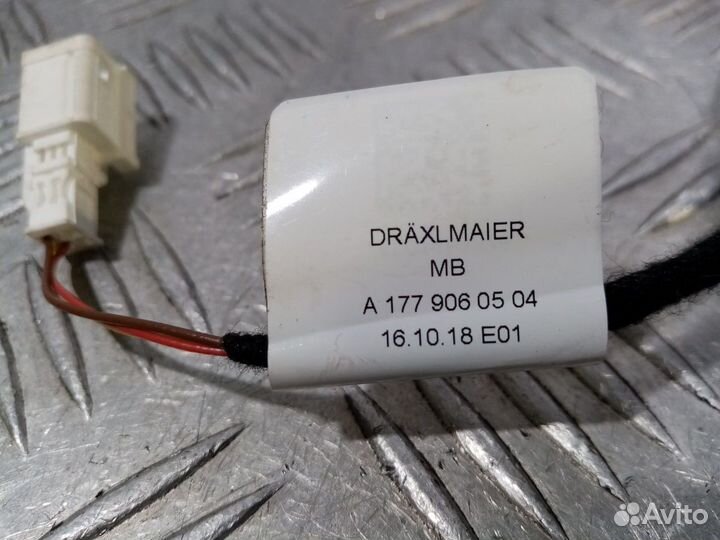 DRÄXLMAIER
MB
A 177 906 05 04
16.10.18 E01
Avito